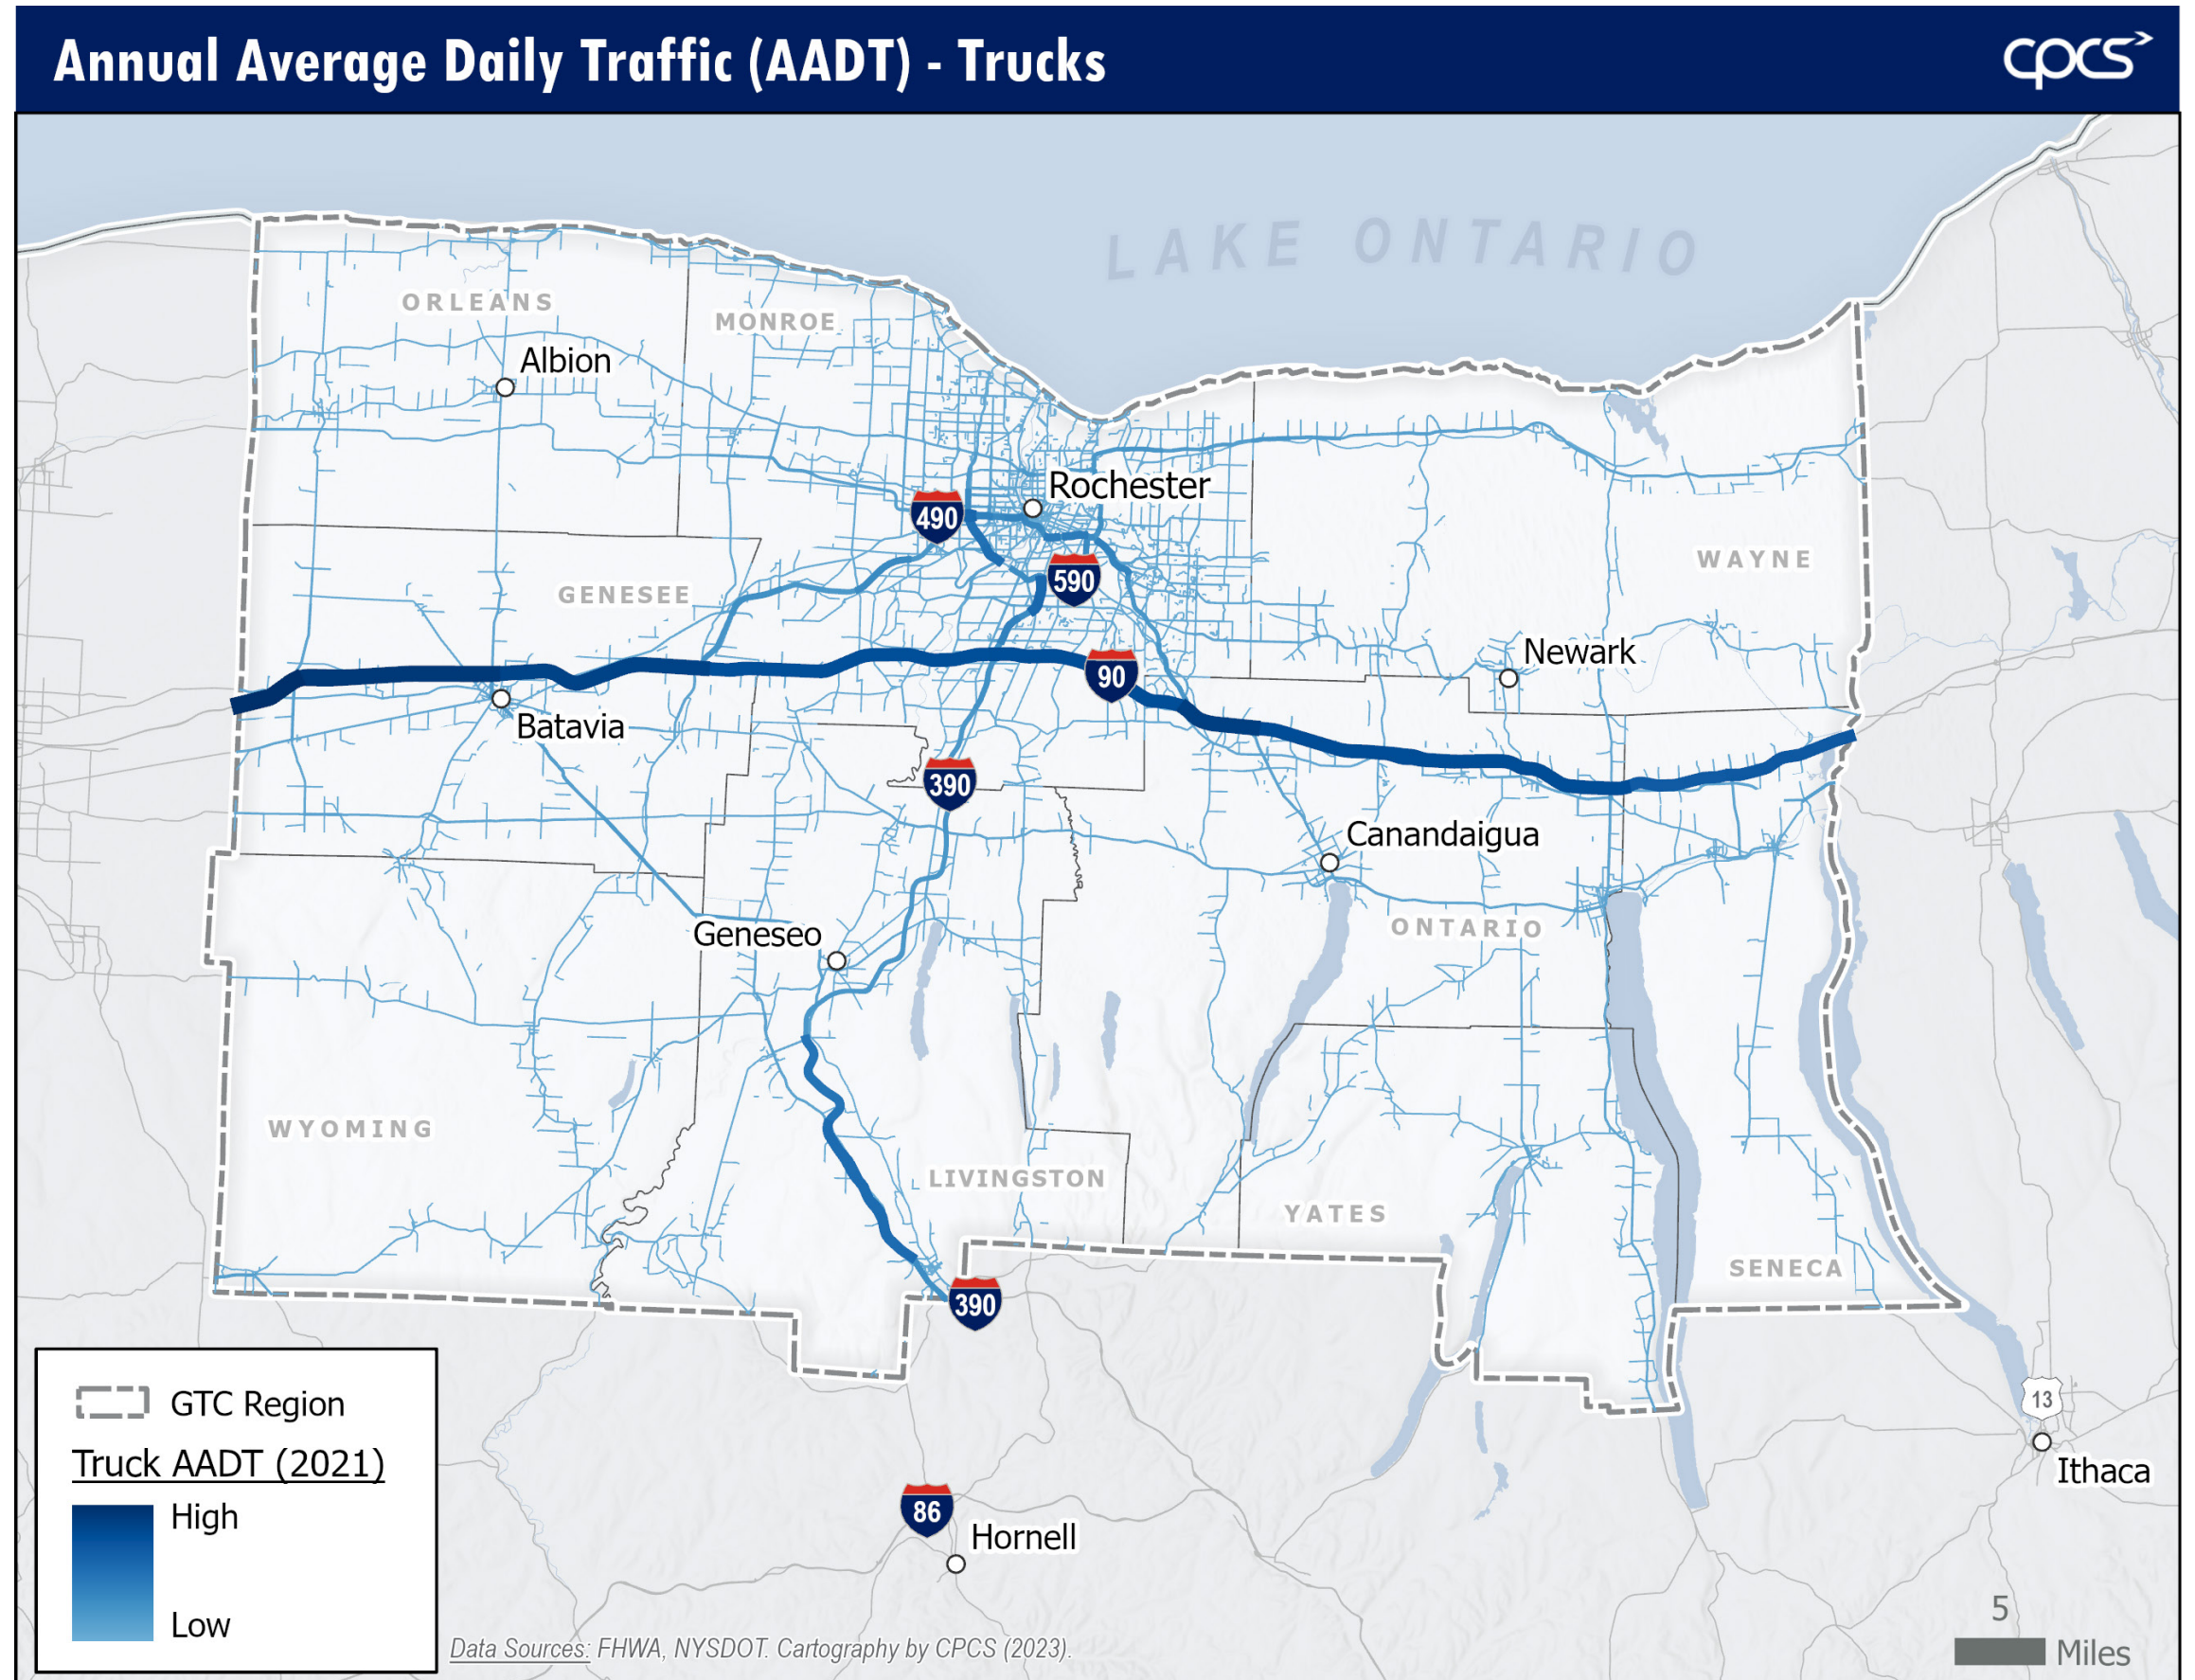 Annual Average Daily Traffic (AADT) - Trucks
cpcs
LAKE ONTARIO
ORLEANS
MONROE
Albion
Rochester
490
590
WAYNE
GENESEE
Newark
90
Batavia
390
Canandaigua
Geneseo
ONTARIO
WYOMING
LIVINGSTON
YATES
SENECA
390
GTC Region
Truck AADT (2021)
High
Low
13
Ithaca
86
Hornell
5
Miles
Data Sources: FHWA, NYSDOT. Cartography by CPCS (2023).